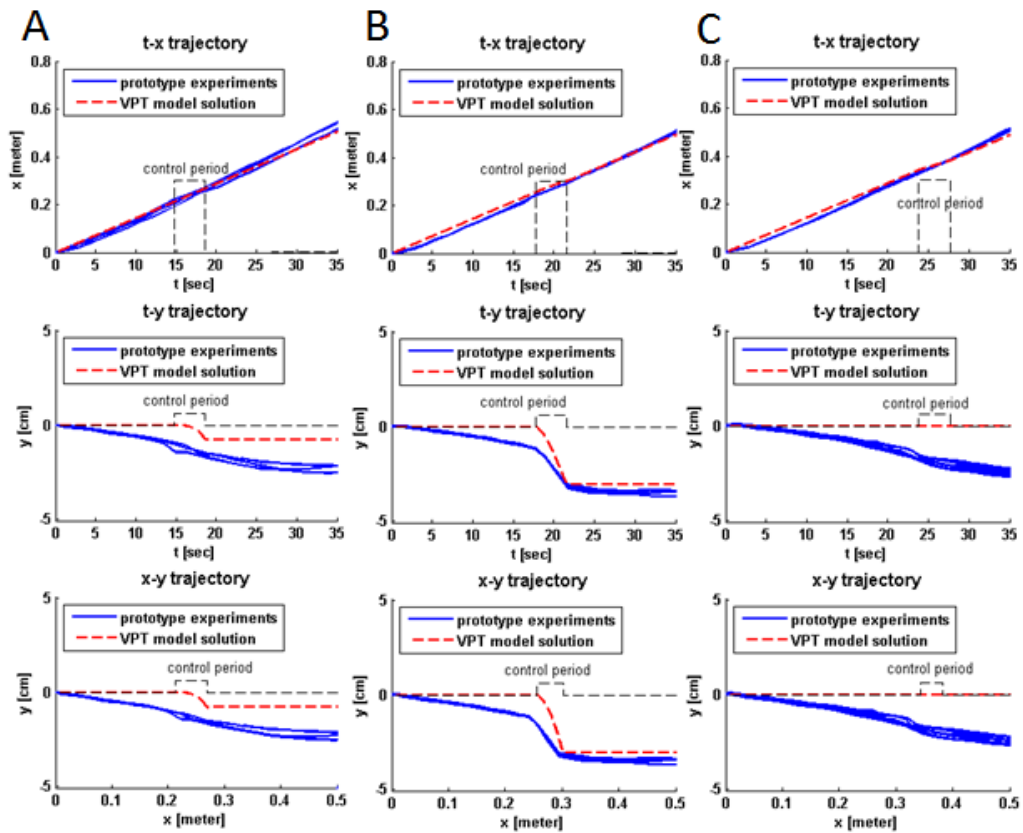 A
t-x trajectory
0.8
0.6
0.4
0.2
0
x [meter]
prototype experiments
VPT model solution
control period
0 5 10 15 20 25 30 35
t [sec]
t-y trajectory
5
0
-5
y [cm]
prototype experiments
VPT model solution
control period
0 5 10 15 20 25 30 35
t [sec]
x-y trajectory
5
0
-5
y [cm]
prototype experiments
VPT model solution
control period
0 0.1 0.2 0.3 0.4 0.5
x [meter]
B
t-x trajectory
0.8
0.6
0.4
0.2
0
x [meter]
prototype experiments
VPT model solution
control period
0 5 10 15 20 25 30 35
t [sec]
t-y trajectory
5
0
-5
y [cm]
prototype experiments
VPT model solution
control period
0 5 10 15 20 25 30 35
t [sec]
x-y trajectory
5
0
-5
y [cm]
prototype experiments
VPT model solution
control period
0 0.1 0.2 0.3 0.4 0.5
x [meter]
C
t-x trajectory
0.8
0.6
0.4
0.2
0
x [meter]
prototype experiments
VPT model solution
control period
0 5 10 15 20 25 30 35
t [sec]
t-y trajectory
5
0
-5
y [cm]
prototype experiments
VPT model solution
control period
0 5 10 15 20 25 30 35
t [sec]
x-y trajectory
5
0
-5
y [cm]
prototype experiments
VPT model solution
control period
0 0.1 0.2 0.3 0.4 0.5
x [meter]